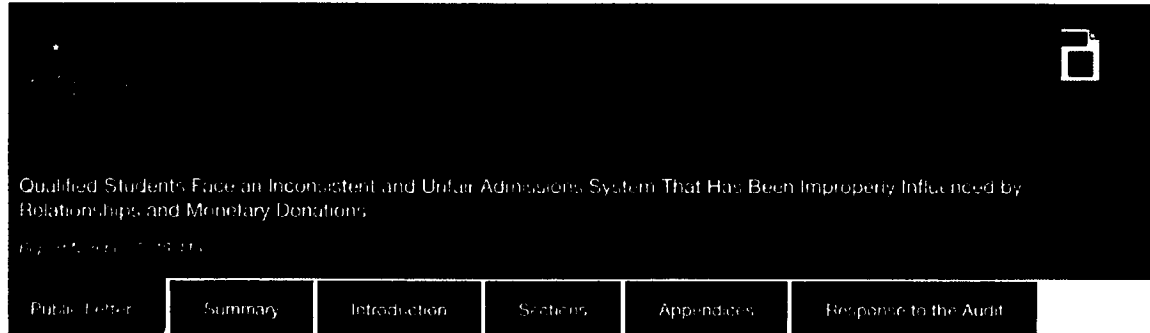 Qualified Students Face an Inconsistent and Unfair Admissions System That Has Been Improperly Influenced by
Relationships and Monetary Donations
Public Letter
Summary
Introduction
Sections
Appendices
Response to the Audit